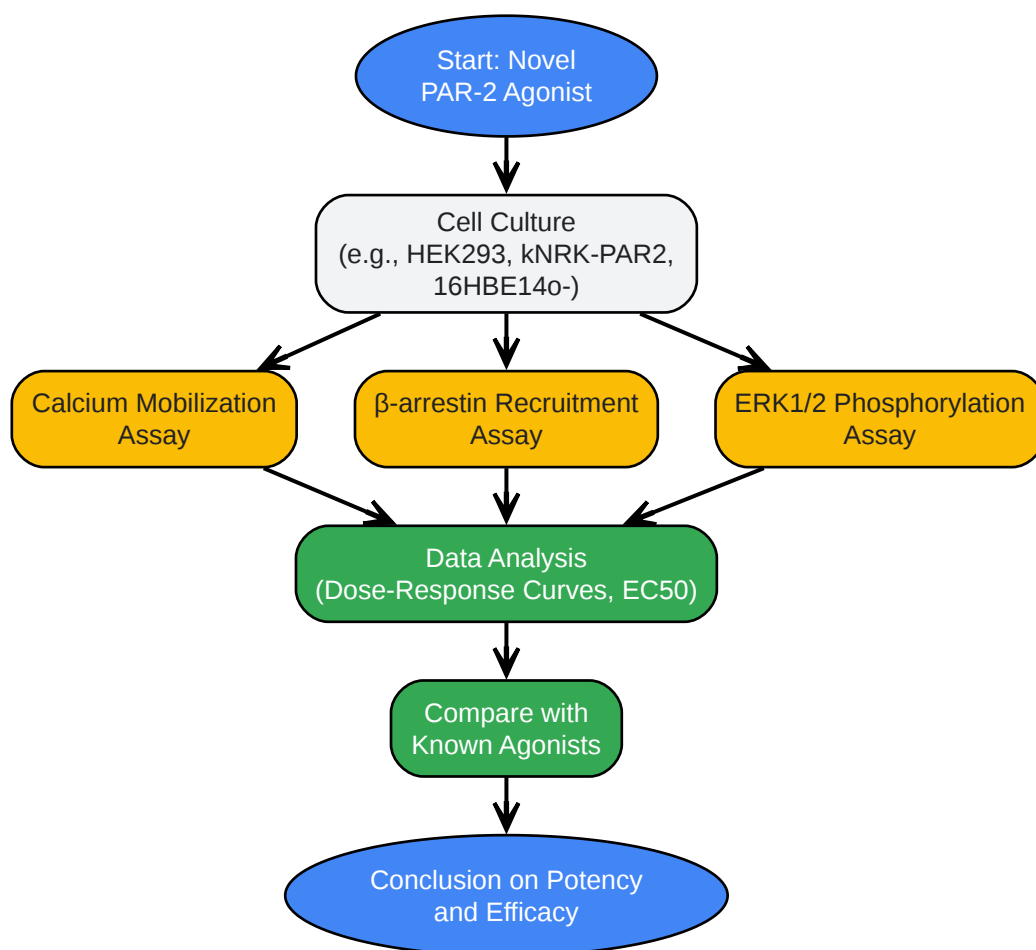 Start: Novel
PAR-2 Agonist
Cell Culture
(e.g., HEK293, kNRK-PAR2,
16HBE14o-)
Calcium Mobilization
Assay
β-arrestin Recruitment
Assay
ERK1/2 Phosphorylation
Assay
Data Analysis
(Dose-Response Curves, EC50)
Compare with
Known Agonists
Conclusion on Potency
and Efficacy